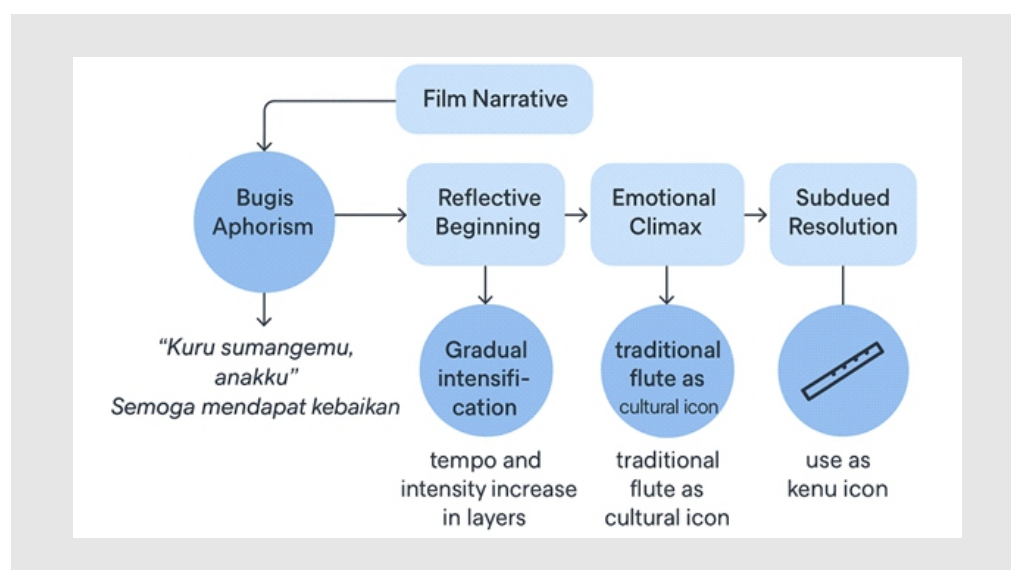 Film Narrative
Bugis
Aphorism
Reflective
Beginning
Emotional
Climax
Subdued
Resolution
“Kuru sumangemu,
anakku”
Semoga mendapat kebaikan
Gradual
intensifi-
cation
traditional
flute as
cultural icon
tempo and
intensity increase
in layers
traditional
flute as
cultural icon
use as
kenu icon